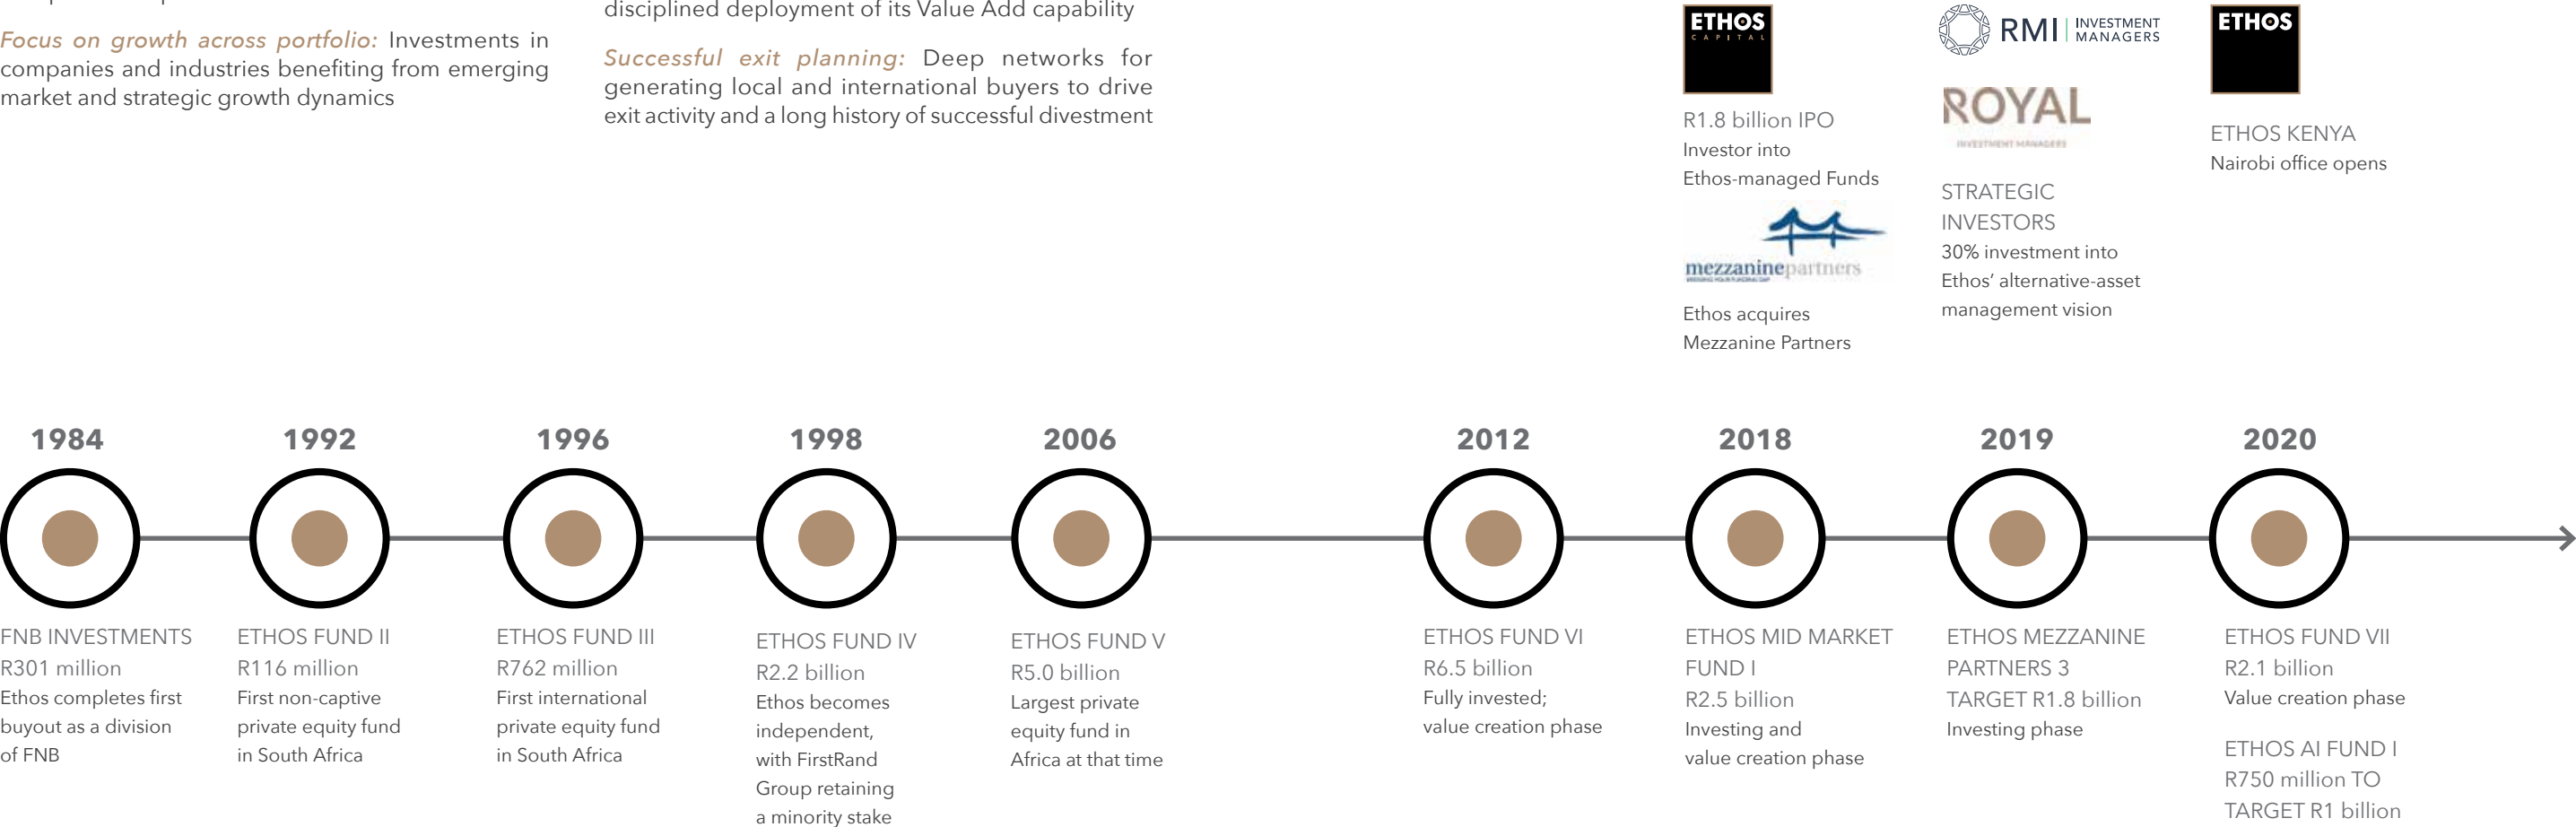 Focus on growth across portfolio: Investments in
companies and industries benefiting from emerging
market and strategic growth dynamics
disciplined deployment of its Value Add capability
Successful exit planning: Deep networks for
generating local and international buyers to drive
exit activity and a long history of successful divestment
ETHOS
CAPITAL
R1.8 billion IPO
Investor into
Ethos-managed Funds
mezzaninepartners
Ethos acquires
Mezzanine Partners
RMI INVESTMENT
MANAGERS
ROYAL
INVESTMENT MANAGERS
STRATEGIC
INVESTORS
30% investment into
Ethos’ alternative-asset
management vision
ETHOS
ETHOS KENYA
Nairobi office opens
1984
FNB INVESTMENTS
R301 million
Ethos completes first
buyout as a division
of FNB
1992
ETHOS FUND II
R116 million
First non-captive
private equity fund
in South Africa
1996
ETHOS FUND III
R762 million
First international
private equity fund
in South Africa
1998
ETHOS FUND IV
R2.2 billion
Ethos becomes
independent,
with FirstRand
Group retaining
a minority stake
2006
ETHOS FUND V
R5.0 billion
Largest private
equity fund in
Africa at that time
2012
ETHOS FUND VI
R6.5 billion
Fully invested;
value creation phase
2018
ETHOS MID MARKET
FUND I
R2.5 billion
Investing and
value creation phase
2019
ETHOS MEZZANINE
PARTNERS 3
TARGET R1.8 billion
Investing phase
2020
ETHOS FUND VII
R2.1 billion
Value creation phase
ETHOS AI FUND I
R750 million TO
TARGET R1 billion